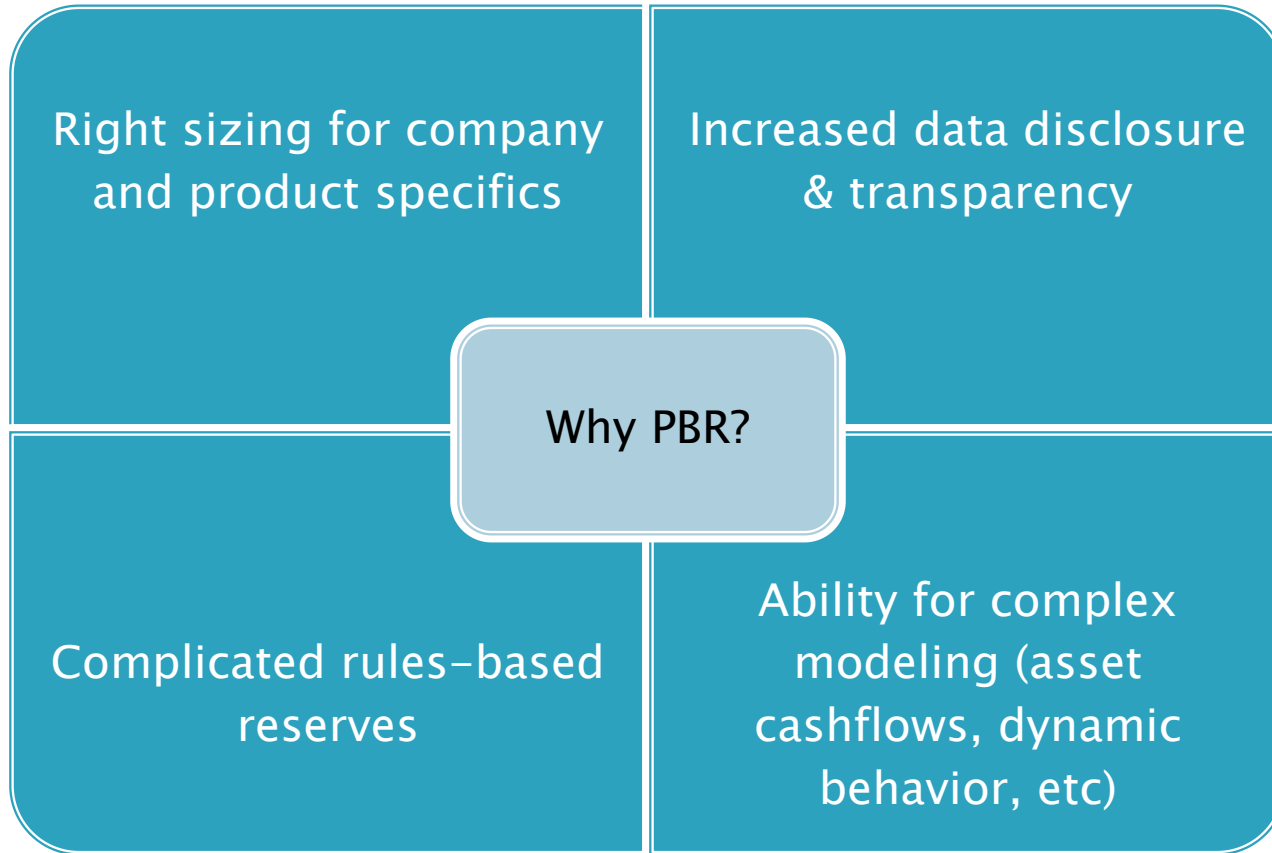 Right sizing for company
and product specifics
Increased data disclosure
& transparency
Why PBR?
Complicated rules-based
reserves
Ability for complex
modeling (asset
cashflows, dynamic
behavior, etc)